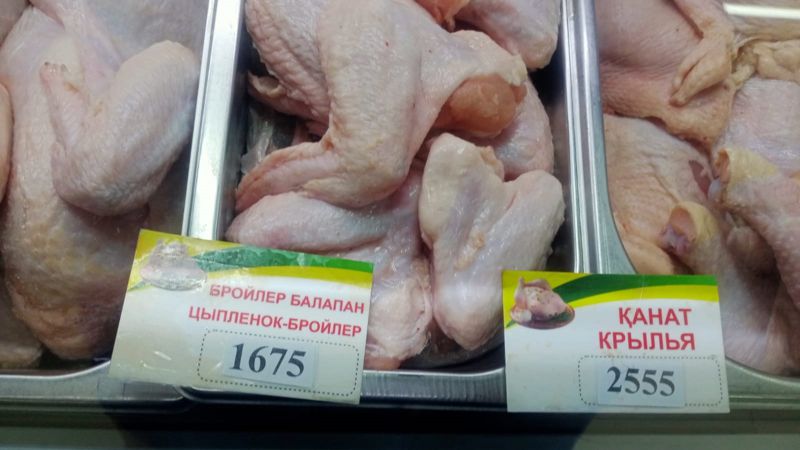 БРОЙЛЕР БАЛАПАН
ЦЫПЛЕНОК-БРОЙЛЕР
1675
ҚАНАТ
КРЫЛЬЯ
2555